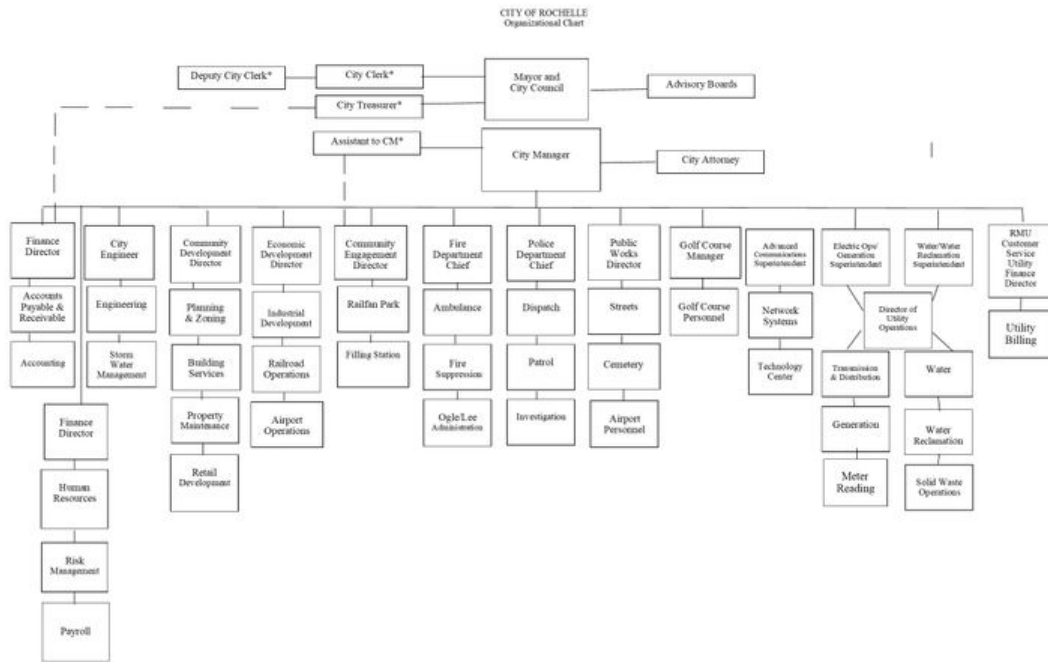 CITY OF ROCHELLE
Organizational Chart
Deputy City Clerk*
City Clerk*
Mayor and
City Council
Advisory Boards
City Treasurer*
Assistant to CM*
City Manager
City Attorney
Finance
Director
City
Engineer
Community
Development
Director
Economic
Development
Director
Community
Engagement
Director
Fire
Department
Chief
Police
Department
Chief
Public
Works
Director
Golf Course
Manager
Advanced
Communications
Superintendent
Electric Ops/
Generation
Superintendent
Water/Water
Reclamation
Superintendent
RMU
Customer
Service
Utility
Finance
Director
Accounts
Payable &
Receivable
Engineering
Planning
& Zoning
Industrial
Development
Railfan Park
Ambulance
Dispatch
Streets
Golf Course
Personnel
Network
Systems
Director of
Utility
Operations
Utility
Billing
Accounting
Storm
Water
Management
Building
Services
Railroad
Operations
Filling Station
Fire
Suppression
Patrol
Cemetery
Technology
Center
Transmission
& Distribution
Water
Finance
Director
Property
Maintenance
Airport
Operations
Ogle/Lee
Administration
Investigation
Airport
Personnel
Generation
Water
Reclamation
Human
Resources
Retail
Development
Meter
Reading
Solid Waste
Operations
Risk
Management
Payroll